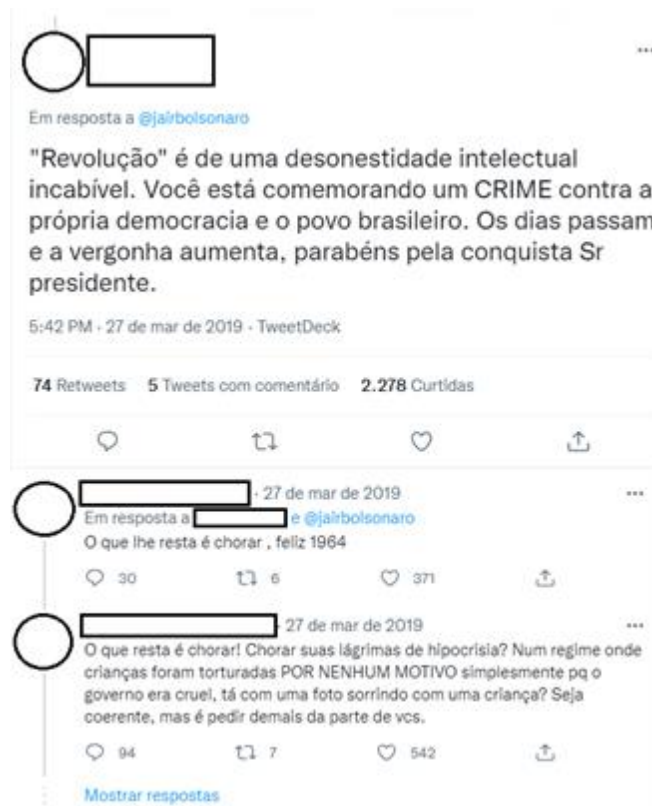 Em resposta a @jairbolsonaro
"Revolução" é de uma desonestidade intelectual
incabível. Você está comemorando um CRIME contra a
própria democracia e o povo brasileiro. Os dias passam
e a vergonha aumenta, parabéns pela conquista Sr
presidente.
5:42 PM · 27 de mar de 2019 · TweetDeck
74 Retweets 5 Tweets com comentário 2.278 Curtidas
· 27 de mar de 2019
Em resposta a e @jairbolsonaro
O que lhe resta é chorar , feliz 1964
30 6 371
27 de mar de 2019
O que resta é chorar! Chorar suas lágrimas de hipocrisia? Num regime onde
crianças foram torturadas POR NENHUM MOTIVO simplesmente pq o
governo era cruel, tá com uma foto sorrindo com uma criança? Seja
coerente, mas é pedir demais da parte de vcs.
94 7 542
Mostrar respostas